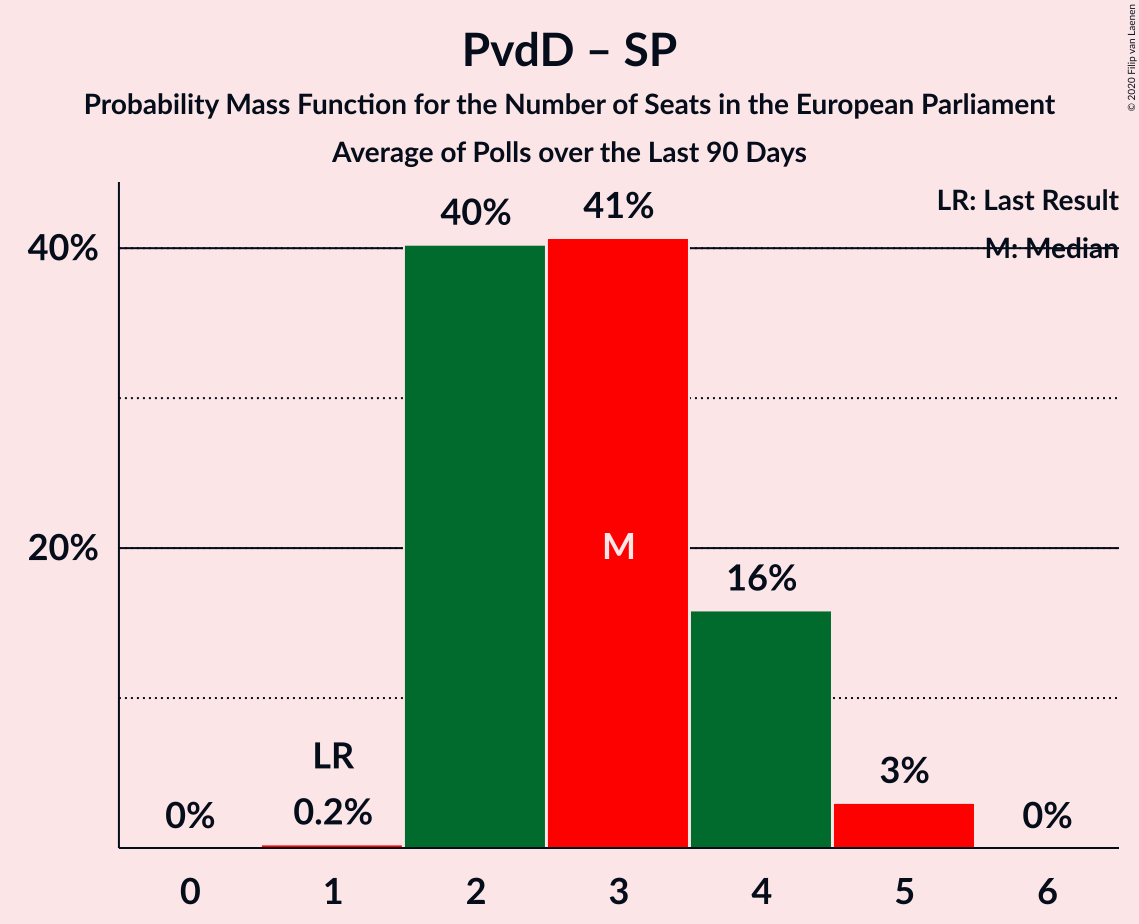 PvdD – SP
Probability Mass Function for the Number of Seats in the European Parliament
Average of Polls over the Last 90 Days
© 2020 Filip van Laenen
LR: Last Result
M: Median
40%
20%
0%
LR
0.2%
40%
41%
M
16%
3%
0%
0 1 2 3 4 5 6